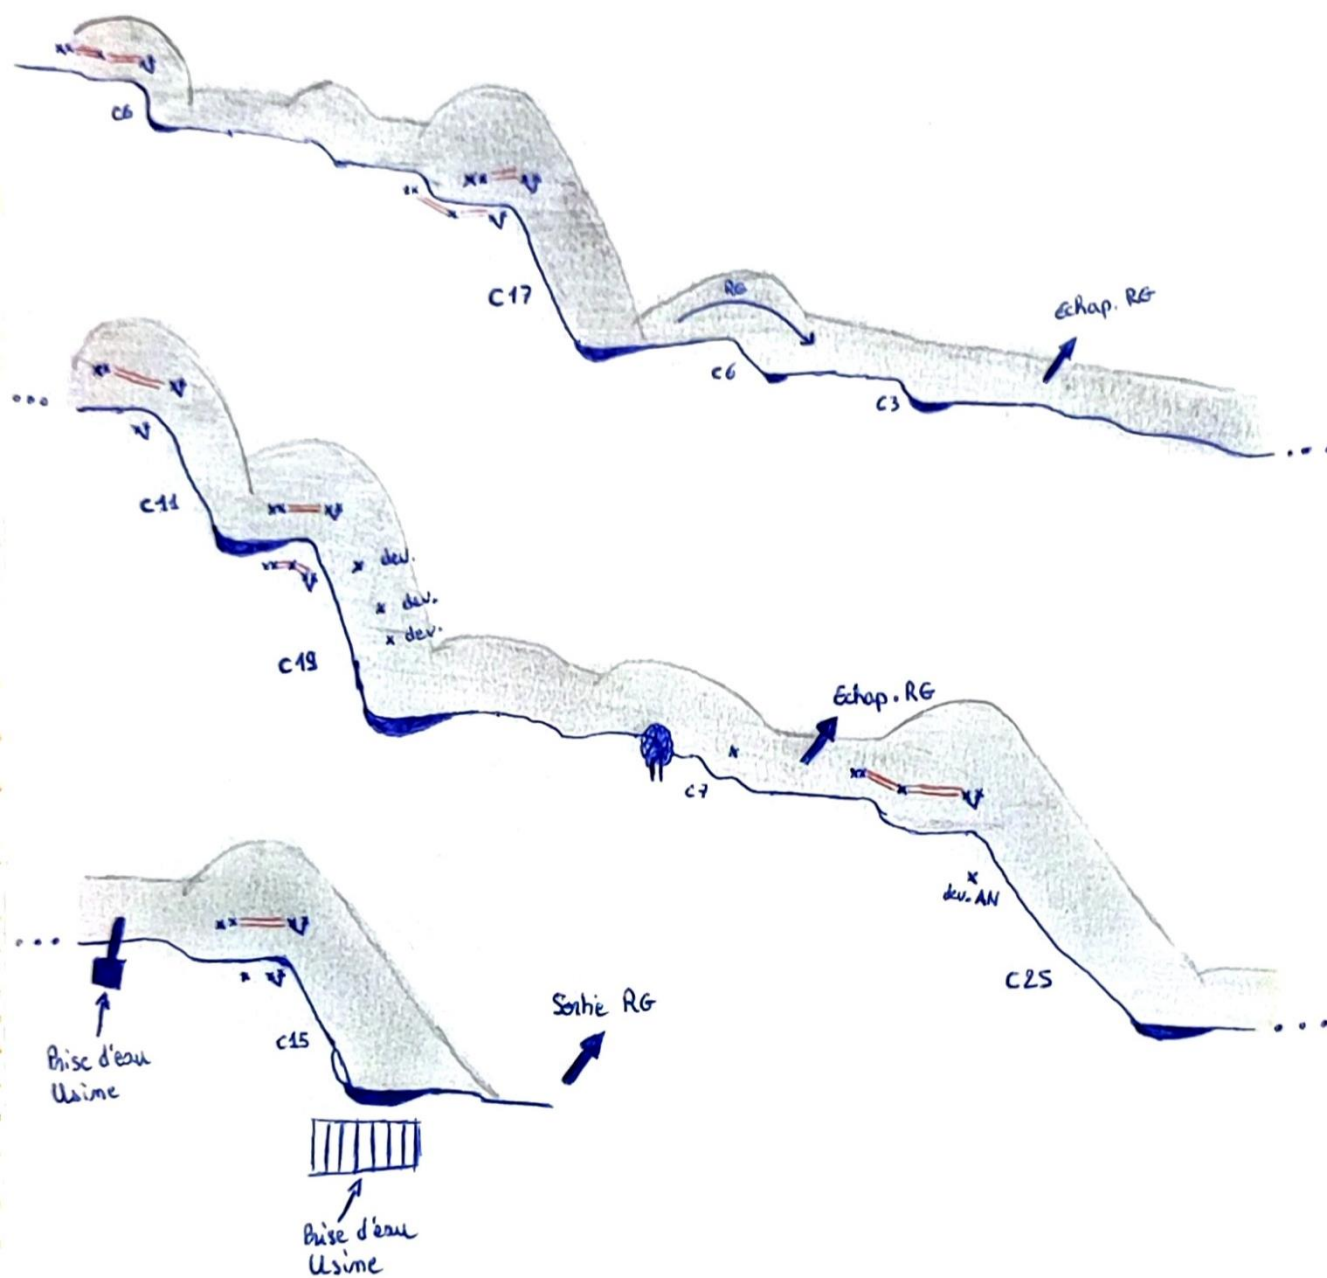 C6
C17
RG
C6
C3
Echap. RG
C11
C19
dev.
dev.
dev.
C7
Echap. RG
dev. AN
C25
Prise d'eau
Usine
C15
Sortie RG
Prise d'eau
Usine